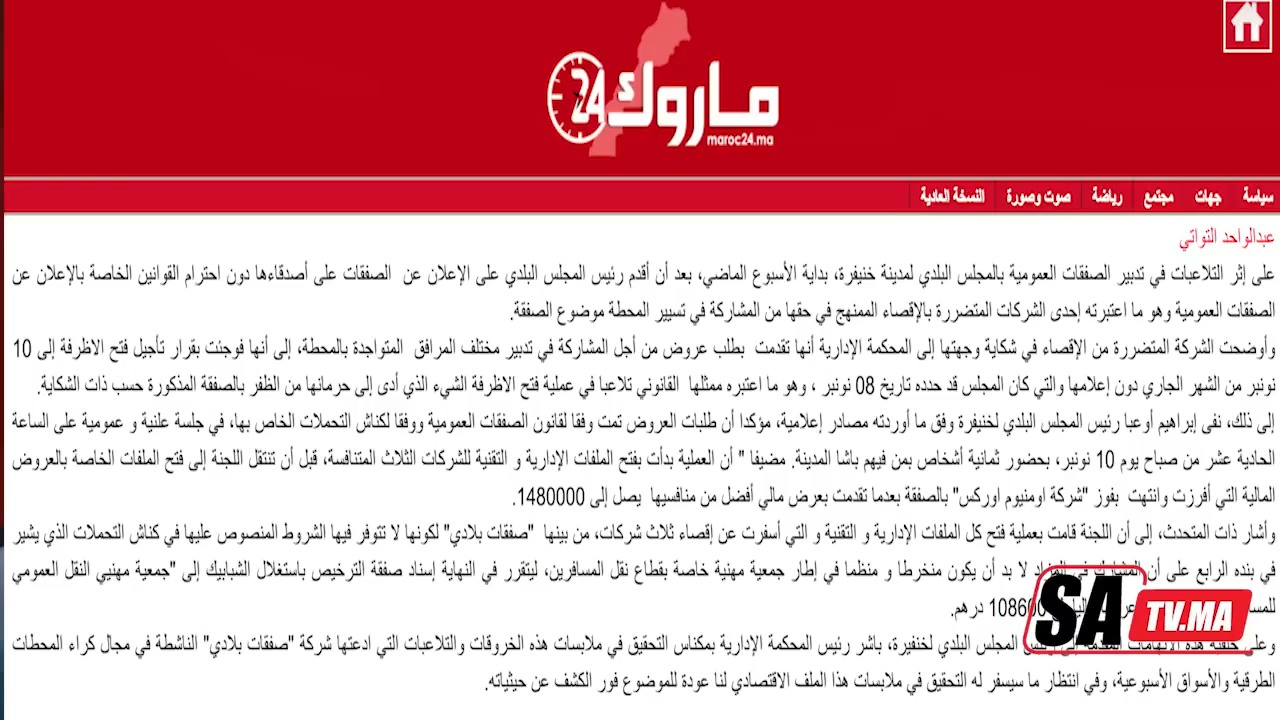 ماروك 24
maroc24.ma
سياسة جهات مجتمع رياضة صوت وصورة النسخة العادية
عبدالواحد التواتي
على إثر التلاعبات في تدبير الصفقات العمومية بالمجلس البلدي لمدينة خنيفرة، بداية الأسبوع الماضي، بعد أن أقدم رئيس المجلس البلدي على الإعلان عن الصفقات على أصدقاءها دون احترام القوانين الخاصة بالإعلان عن
الصفقات العمومية وهو ما اعتبرته إحدى الشركات المتضررة بالإقصاء الممنهج في حقها من المشاركة في تسيير المحطة موضوع الصفقة.
وأوضحت الشركة المتضررة من الإقصاء في شكاية وجهتها إلى المحكمة الإدارية أنها تقدمت بطلب عروض من أجل المشاركة في تدبير مختلف المرافق المتواجدة بالمحطة، إلى أنها فوجئت بقرار تأجيل فتح الاظرفة إلى 10
نونبر من الشهر الجاري دون إعلامها والتي كان المجلس قد حدده تاريخ 08 نونبر ، وهو ما اعتبره ممثلها القانوني تلاعبا في عملية فتح الاظرفة الشيء الذي أدى إلى حرمانها من الظفر بالصفقة المذكورة حسب ذات الشكاية.
إلى ذلك، نفى إبراهيم أوعبا رئيس المجلس البلدي لخنيفرة وفق ما أوردته مصادر إعلامية، مؤكدا أن طلبات العروض تمت وفقا لقانون الصفقات العمومية ووفقا لكناش التحملات الخاص بها، في جلسة علنية و عمومية على الساعة
الحادية عشر من صباح يوم 10 نونبر، بحضور ثمانية أشخاص بمن فيهم باشا المدينة. مضيفا " أن العملية بدأت بفتح الملفات الإدارية و التقنية للشركات الثلاث المتنافسة، قبل أن تنتقل اللجنة إلى فتح الملفات الخاصة بالعروض
المالية التي أفرزت وانتهت بفوز "شركة اومنيوم اوركس" بالصفقة بعدما تقدمت بعرض مالي أفضل من منافسيها يصل إلى 1480000.
وأشار ذات المتحدث، إلى أن اللجنة قامت بعملية فتح كل الملفات الإدارية و التقنية و التي أسفرت عن إقصاء ثلاث شركات، من بينها "صفقات بلادي" لكونها لا تتوفر فيها الشروط المنصوص عليها في كناش التحملات الذي يشير
في بنده الرابع على أن المشارك في المزاد لا بد أن يكون منخرطا و منظما في إطار جمعية مهنية خاصة بقطاع نقل المسافرين، ليتقرر في النهاية إسناد صفقة الترخيص باستغلال الشبابيك إلى "جمعية مهنيي النقل العمومي
درهم.
وعلى خلفية هذه الاتهامات المقدمة إلى رئيس المجلس البلدي لخنفيرة، باشر رئيس المحكمة الإدارية بمكناس التحقيق في ملابسات هذه الخروقات والتلاعبات التي ادعتها شركة "صفقات بلادي" الناشطة في مجال كراء المحطات
الطرقية والأسواق الأسبوعية، وفي انتظار ما سيسفر له التحقيق في ملابسات هذا الملف الاقتصادي لنا عودة للموضوع فور الكشف عن حيثياته.
SA TV.MA